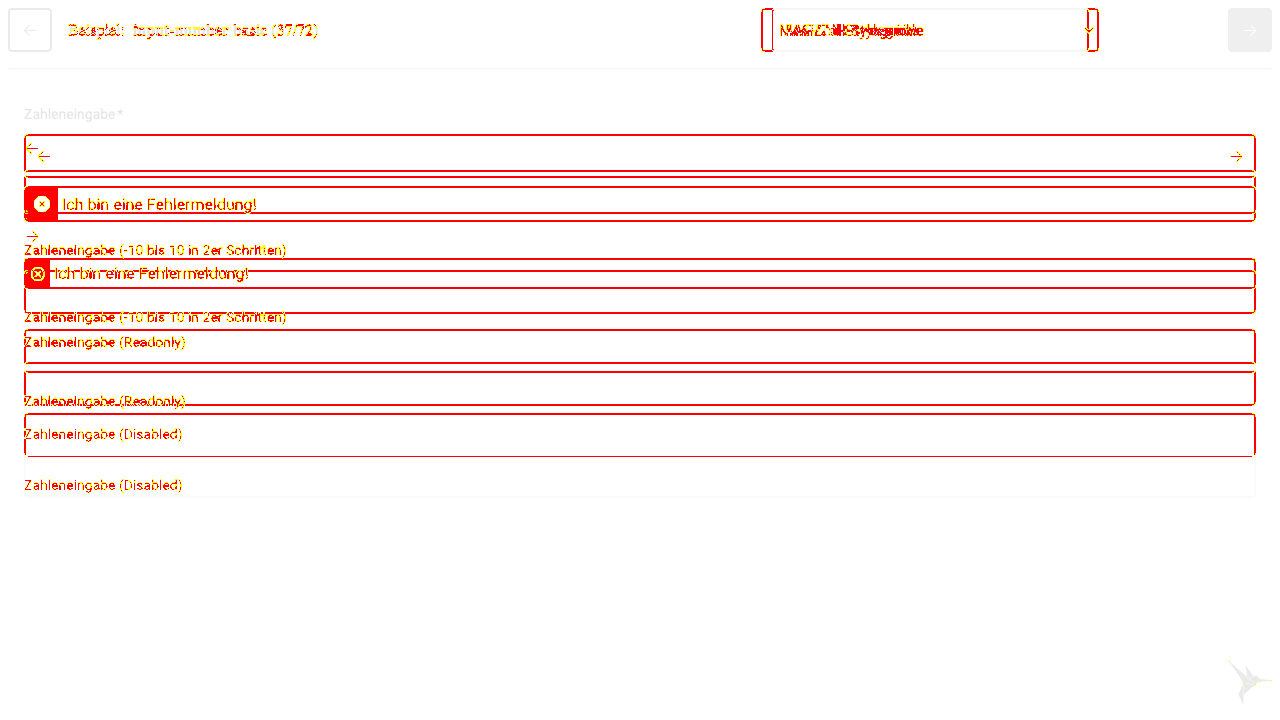 Beispiel: input-number basic (37/72)
Zahleneingabe*
Ich bin eine Fehlermeldung!
Zahleneingabe (-10 bis 10 in 2er Schritten)
Ich bin eine Fehlermeldung!
Zahleneingabe (-10 bis 10 in 2er Schritten)
Zahleneingabe (Readonly)
Zahleneingabe (Readonly)
Zahleneingabe (Disabled)
Zahleneingabe (Disabled)